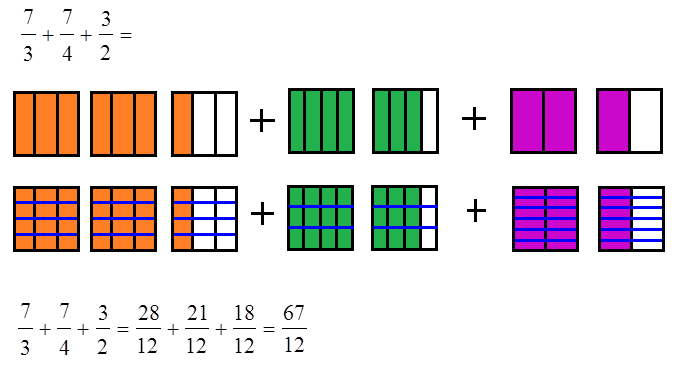 7/3 + 7/4 + 3/2 =
+ +
+ +
7/3 + 7/4 + 3/2 = 28/12 + 21/12 + 18/12 = 67/12